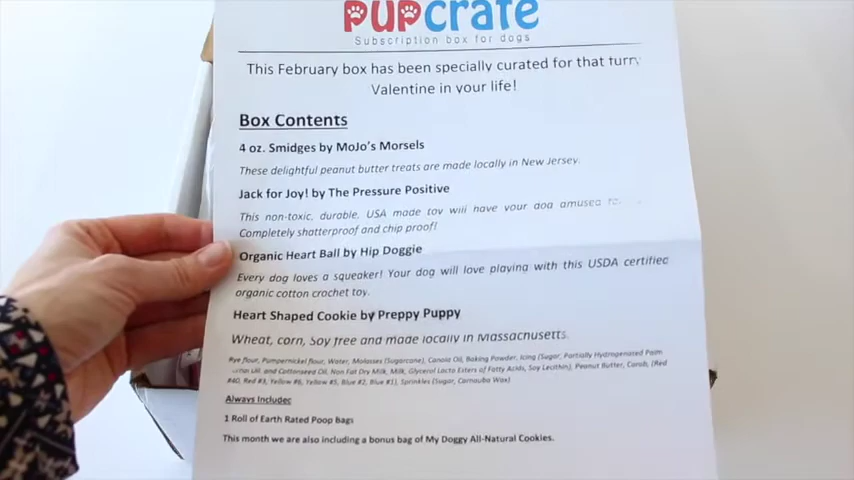 PUPCrate
Subscription box for dogs
This February box has been specially curated for that furry
Valentine in your life!
Box Contents
4 oz. Smidges by MoJo's Morsels
These delightful peanut butter treats are made locally in New Jersey.
Jack for Joy! by The Pressure Positive
This non-toxic, durable, USA made toy will have your dog amused
Completely shatterproof and chip proof!
Organic Heart Ball by Hip Doggie
Every dog loves a squeaker! Your dog will love playing with this USDA certified
organic cotton crochet toy.
Heart Shaped Cookie by Preppy Puppy
Wheat, corn, Soy free and made locally in Massachusetts.
Rye flour, Pumpernickel flour, Water, Molasses (Sugarcane), Canola Oil, Baking Powder, Icing (Sugar, Partially Hydrogenated Palm
and Cottonseed Oil, Non Fat Dry Milk, Milk, Glycerol Lacto Esters of Fatty Acids, Soy Lecithin), Peanut Butter, Carob, (Red
#40, Red #3, Yellow #6, Yellow #5, Blue #2, Blue #1), Sprinkles (Sugar, Carnauba Wax)
Always Included
1 Roll of Earth Rated Poop Bags
This month we are also including a bonus bag of My Doggy All-Natural Cookies.